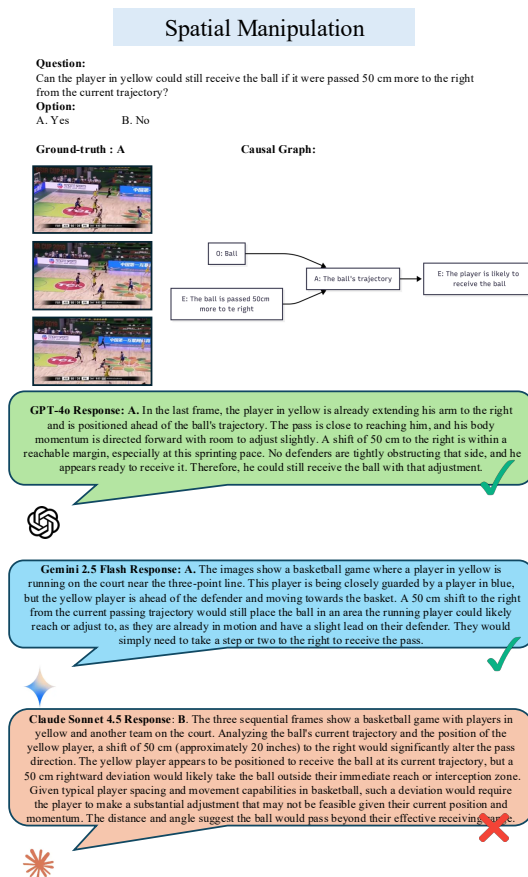 Spatial Manipulation
Question:
Can the player in yellow could still receive the ball if it were passed 50 cm more to the right
from the current trajectory?
Option:
A. Yes B. No
Ground-truth : A Causal Graph:
O: Ball
A: The ball's trajectory
E: The player is likely to
receive the ball
E: The ball is passed 50cm
more to te right
GPT-4o Response: A. In the last frame, the player in yellow is already extending his arm to the right
and is positioned ahead of the ball's trajectory. The pass is close to reaching him, and his body
momentum is directed forward with room to adjust slightly. A shift of 50 cm to the right is within a
reachable margin, especially at this sprinting pace. No defenders are tightly obstructing that side, and he
appears ready to receive it. Therefore, he could still receive the ball with that adjustment.
Gemini 2.5 Flash Response: A. The images show a basketball game where a player in yellow is
running on the court near the three-point line. This player is being closely guarded by a player in blue,
but the yellow player is ahead of the defender and moving towards the basket. A 50 cm shift to the right
from the current passing trajectory would still place the ball in an area the running player could likely
reach or adjust to, as they are already in motion and have a slight lead on their defender. They would
simply need to take a step or two to the right to receive the pass.
Claude Sonnet 4.5 Response: B. The three sequential frames show a basketball game with players in
yellow and another team on the court. Analyzing the ball's current trajectory and the position of the
yellow player, a shift of 50 cm (approximately 20 inches) to the right would significantly alter the pass
direction. The yellow player appears to be positioned to receive the ball at its current trajectory, but a
50 cm rightward deviation would likely take the ball outside their immediate reach or interception zone.
Given typical player spacing and movement capabilities in basketball, such a deviation would require
the player to make a substantial adjustment that may not be feasible given their current position and
momentum. The distance and angle suggest the ball would pass beyond their effective receiving range.